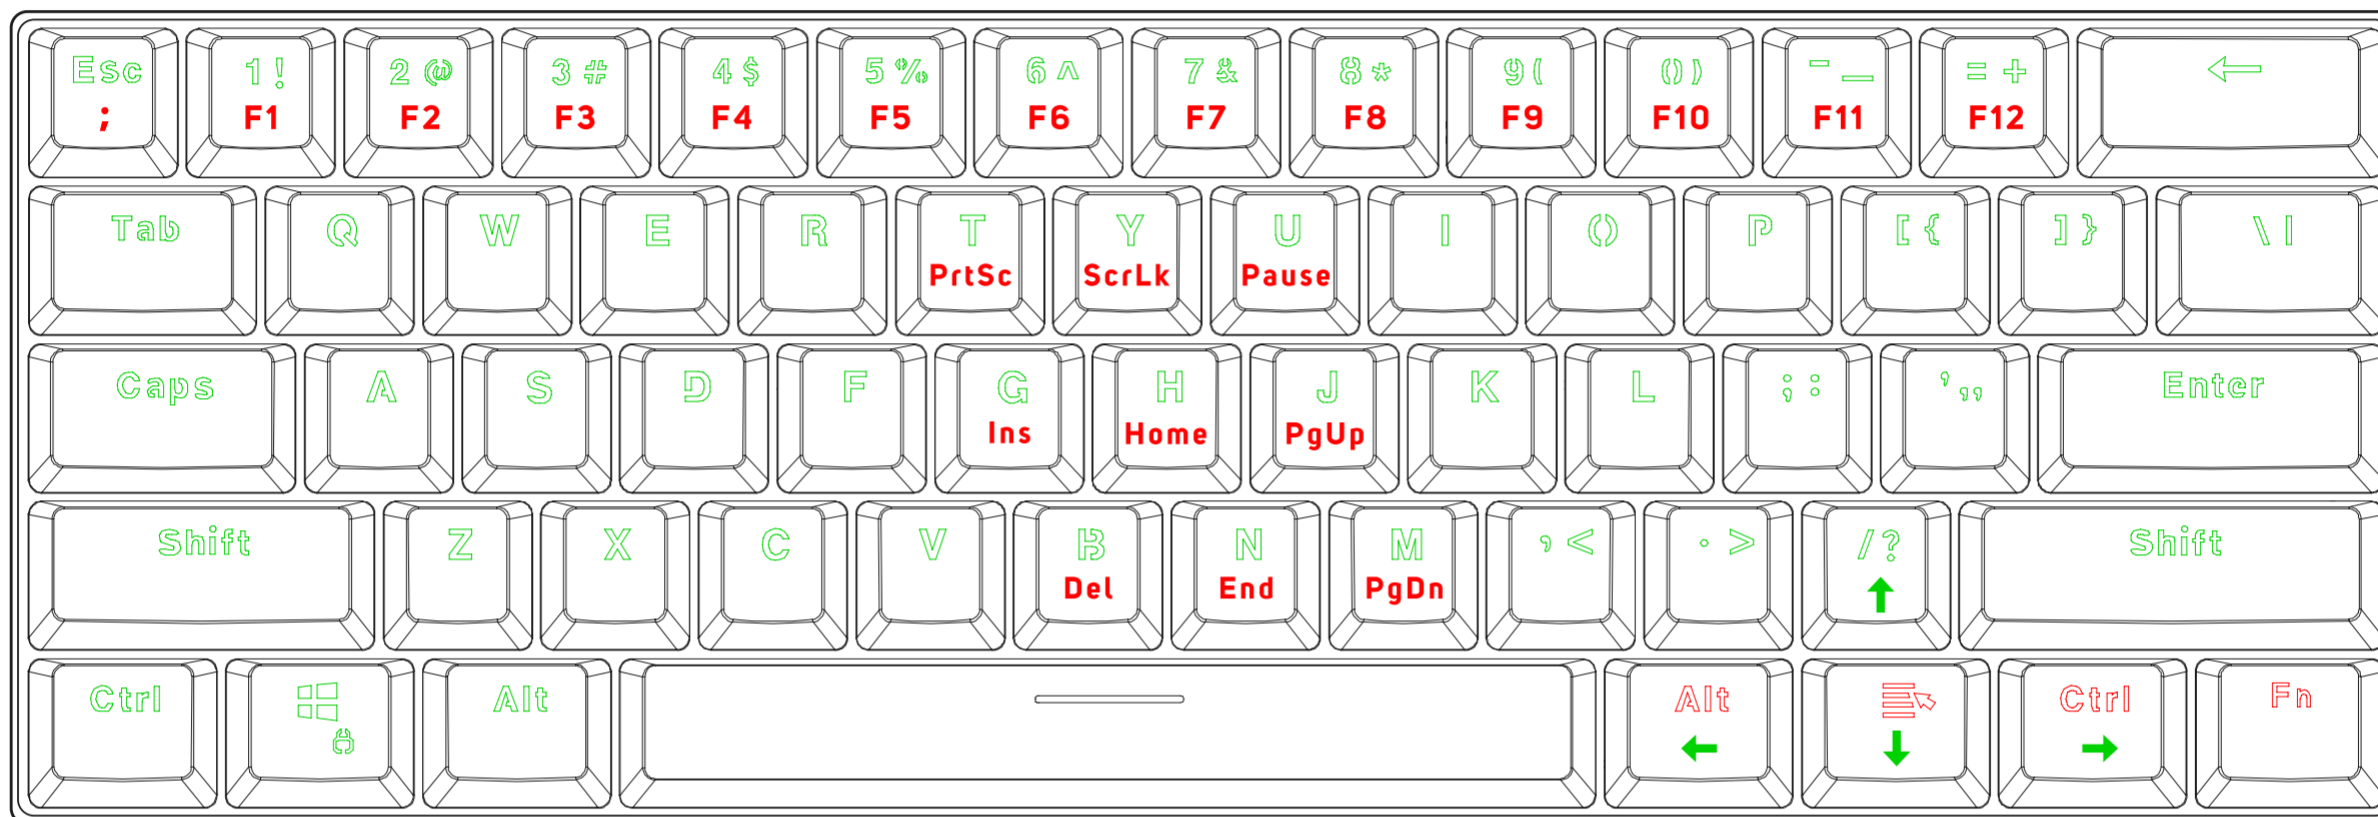 Esc 1 ! 2 @ 3 # 4 $ 5 % 6 ^ 7 & 8 * 9 ( 0 ) - _ = + ←
; F1 F2 F3 F4 F5 F6 F7 F8 F9 F10 F11 F12
Tab Q W E R T Y U I O P [ { ] } \ |
PrtSc ScrLk Pause
Caps A S D F G H J K L ; : ' ,, Enter
Ins Home PgUp
Shift Z X C V B N M , < . > / ? Shift
Del End PgDn ↑
Ctrl Alt Alt Ctrl Fn
← ↓ →